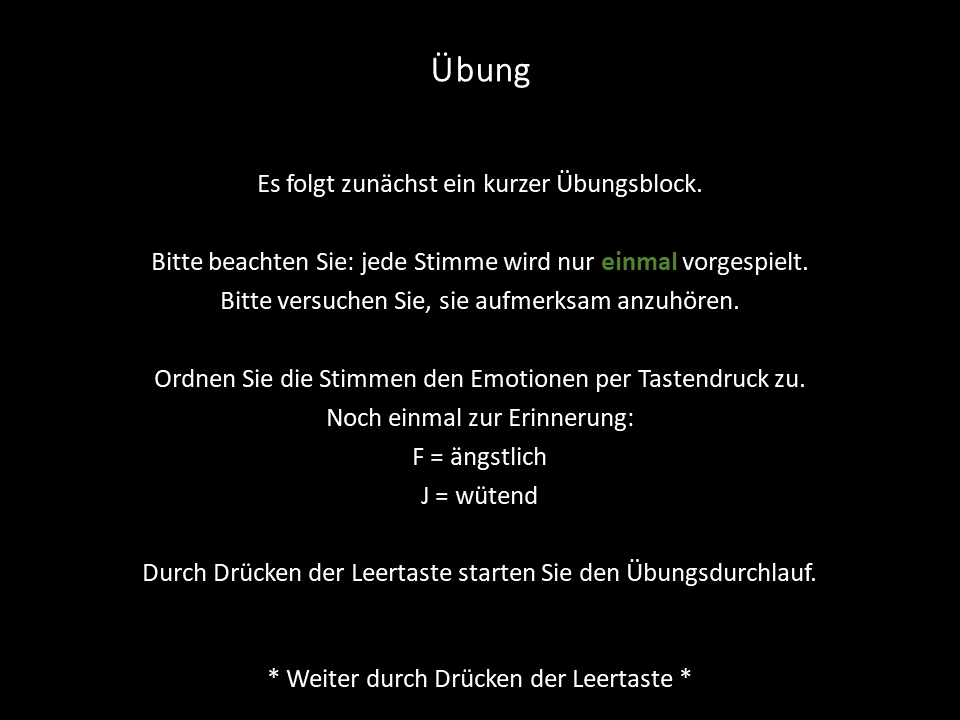 Übung
Es folgt zunächst ein kurzer Übungsblock.
Bitte beachten Sie: jede Stimme wird nur einmal vorgespielt.
Bitte versuchen Sie, sie aufmerksam anzuhören.
Ordnen Sie die Stimmen den Emotionen per Tastendruck zu.
Noch einmal zur Erinnerung:
F = ängstlich
J = wütend
Durch Drücken der Leertaste starten Sie den Übungsdurchlauf.
* Weiter durch Drücken der Leertaste *